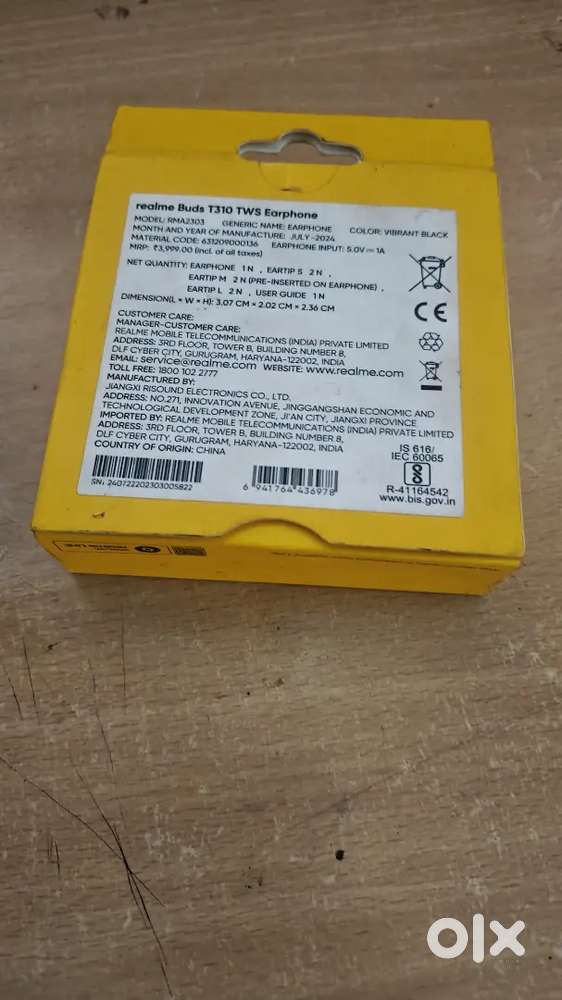 realme Buds T310 TWS Earphone
MODEL: RMA2303 GENERIC NAME: EARPHONE COLOR: VIBRANT BLACK
MONTH AND YEAR OF MANUFACTURE: JULY-2024
MATERIAL CODE: 631209000136 EARPHONE INPUT: 5.0V⎓1A
MRP: ₹3,999.00 (Incl. of all taxes)
NET QUANTITY: EARPHONE 1 N , EARTIP S 2 N ,
EARTIP M 2 N (PRE-INSERTED ON EARPHONE) ,
EARTIP L 2 N , USER GUIDE 1 N
DIMENSION(L × W × H): 3.07 CM × 2.02 CM × 2.36 CM
CUSTOMER CARE:
MANAGER-CUSTOMER CARE:
REALME MOBILE TELECOMMUNICATIONS (INDIA) PRIVATE LIMITED
ADDRESS: 3RD FLOOR, TOWER B, BUILDING NUMBER 8,
DLF CYBER CITY, GURUGRAM, HARYANA-122002, INDIA
EMAIL: service@realme.com WEBSITE: www.realme.com
TOLL FREE: 1800 102 2777
MANUFACTURED BY:
JIANGXI RISOUND ELECTRONICS CO., LTD.
ADDRESS: NO.271, INNOVATION AVENUE, JINGGANGSHAN ECONOMIC AND
TECHNOLOGICAL DEVELOPMENT ZONE, JI'AN CITY, JIANGXI PROVINCE
IMPORTED BY: REALME MOBILE TELECOMMUNICATIONS (INDIA) PRIVATE LIMITED
ADDRESS: 3RD FLOOR, TOWER B, BUILDING NUMBER 8,
DLF CYBER CITY, GURUGRAM, HARYANA-122002, INDIA
COUNTRY OF ORIGIN: CHINA
CE
IS 616/
IEC 60065
R-41164542
www.bis.gov.in
SN: 240722202303005822
6 941764 436978
olx